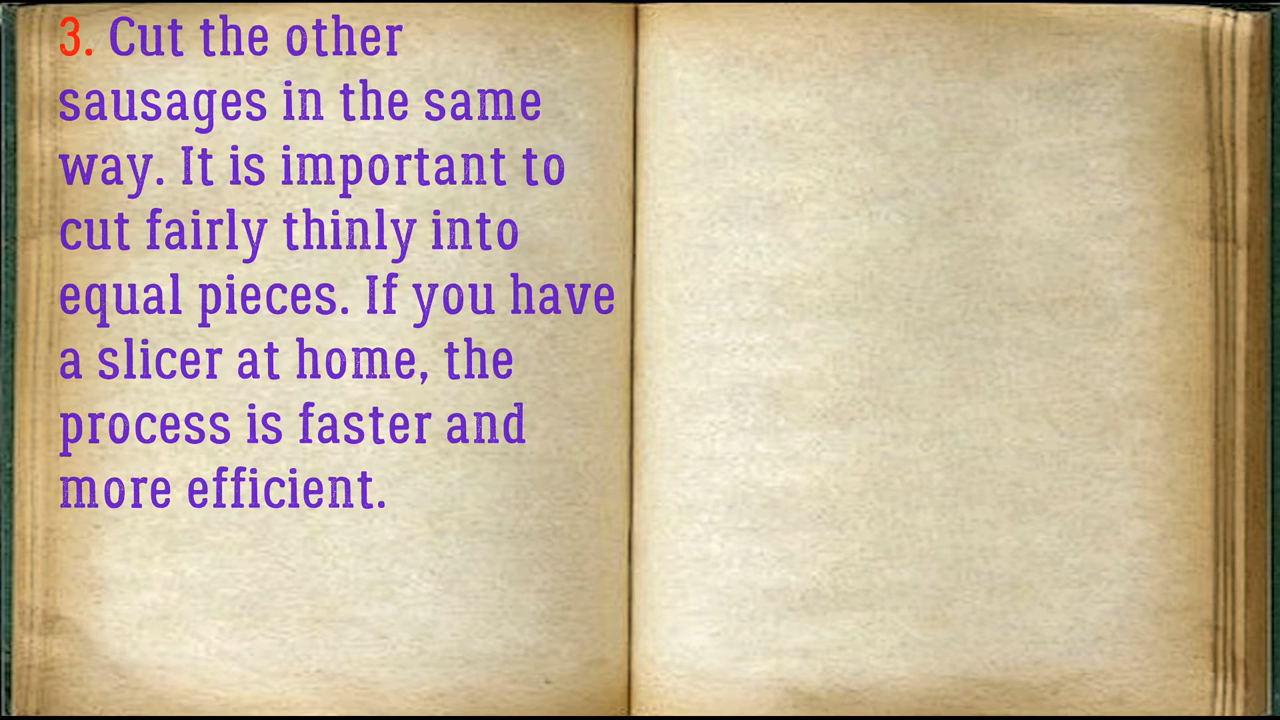 3. Cut the other
sausages in the same
way. It is important to
cut fairly thinly into
equal pieces. If you have
a slicer at home, the
process is faster and
more efficient.